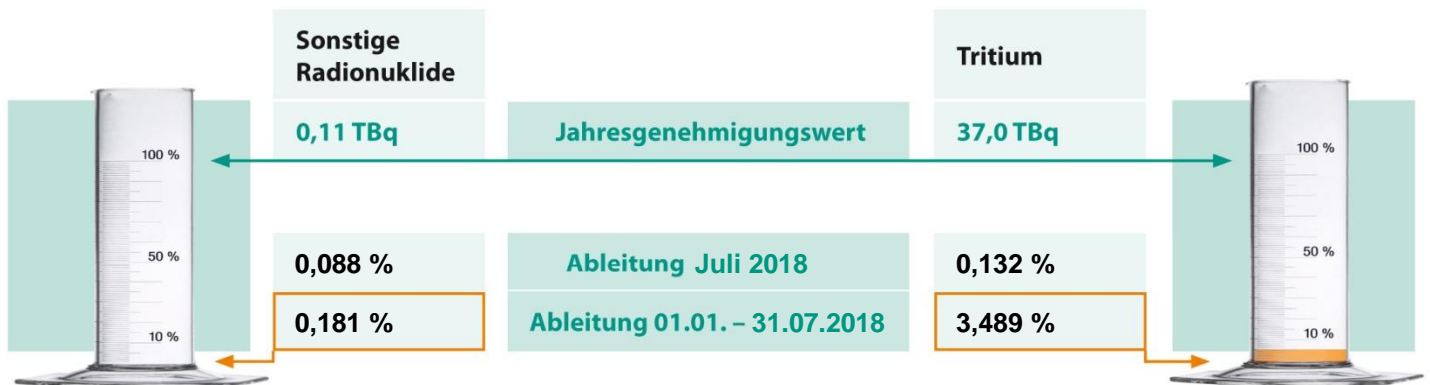 Sonstige
Radionuklide
Tritium
0,11 TBq
Jahresgenehmigungswert
37,0 TBq
100 %
100 %
50 %
0,088 %
Ableitung Juli 2018
0,132 %
50 %
0,181 %
Ableitung 01.01. – 31.07.2018
3,489 %
10 %
10 %